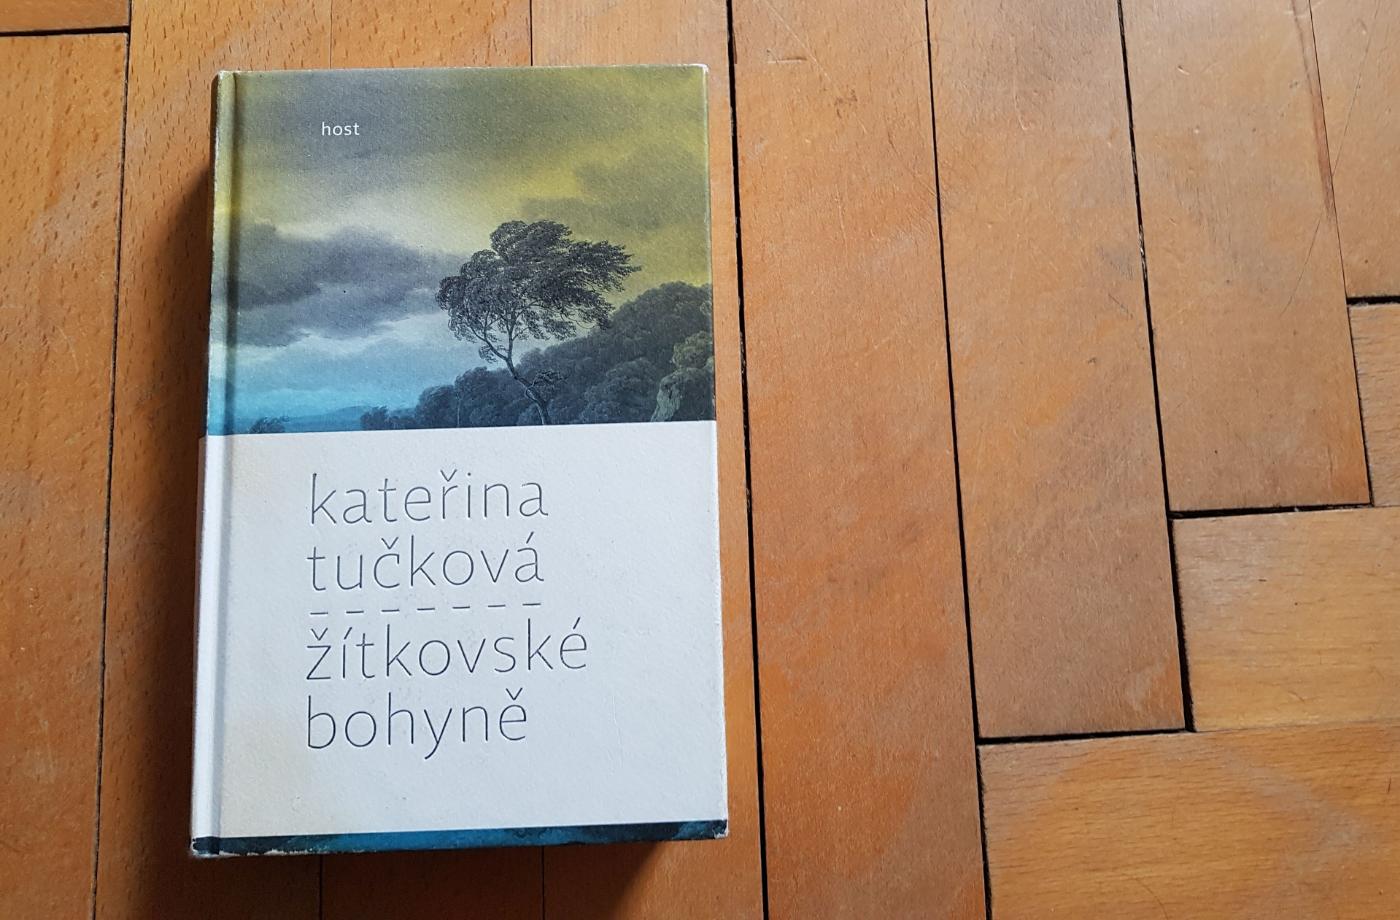 host
kateřina
tučková
žítkovské
bohyně